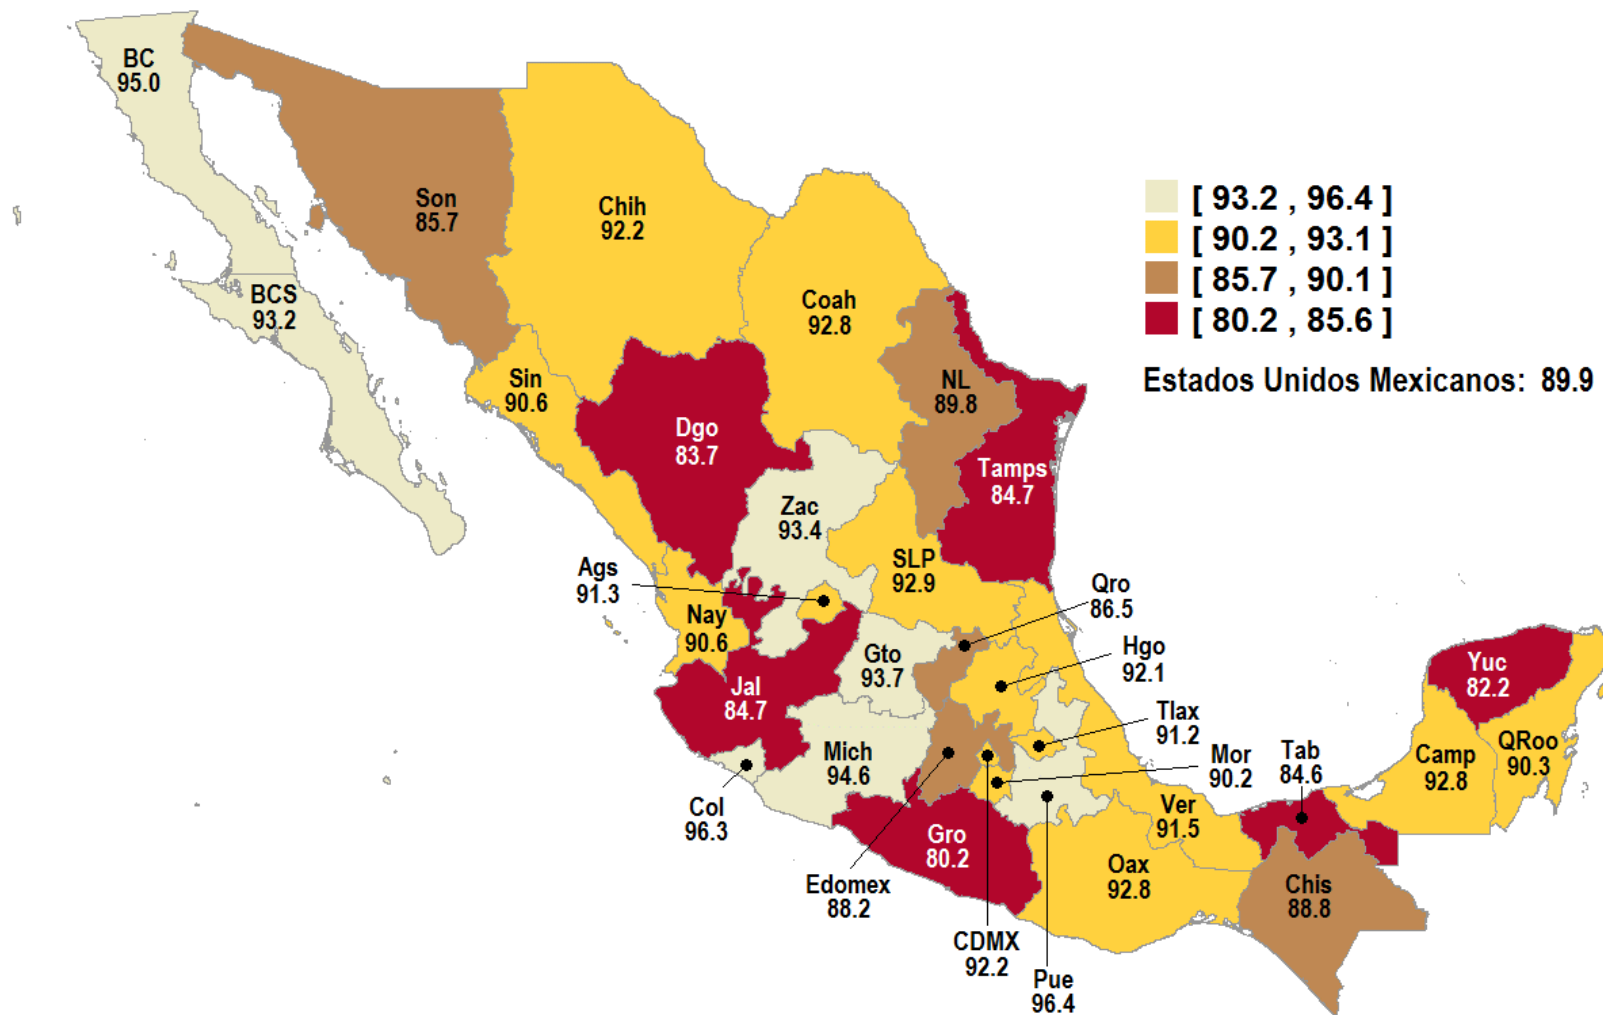 BC
95.0
Son
85.7
Chih
92.2
[ 93.2 , 96.4 ]
[ 90.2 , 93.1 ]
[ 85.7 , 90.1 ]
[ 80.2 , 85.6 ]
Estados Unidos Mexicanos: 89.9
BCS
93.2
Coah
92.8
Sin
90.6
NL
89.8
Dgo
83.7
Tamps
84.7
Zac
93.4
SLP
92.9
Ags
91.3
Qro
86.5
Nay
90.6
Gto
93.7
Hgo
92.1
Yuc
82.2
Jal
84.7
Tlax
91.2
Mich
94.6
Mor
90.2
Tab
84.6
Camp
92.8
QRoo
90.3
Col
96.3
Ver
91.5
Gro
80.2
Oax
92.8
Edomex
88.2
Chis
88.8
CDMX
92.2
Pue
96.4